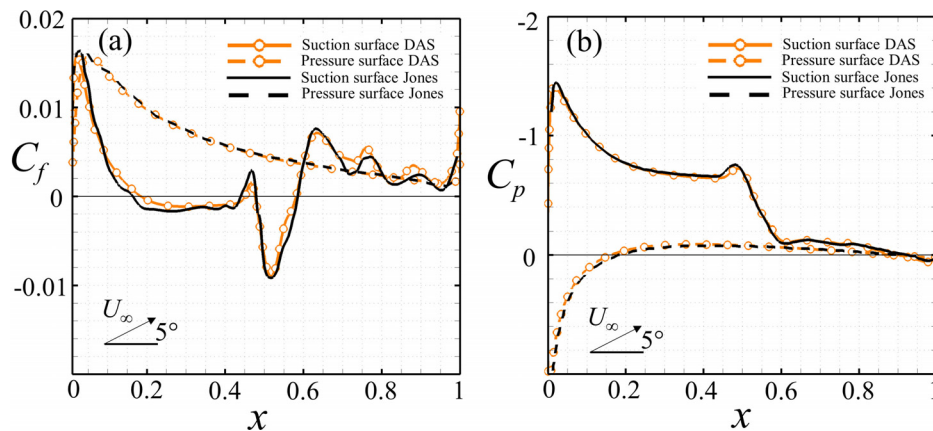 (a)
Suction surface DAS
Pressure surface DAS
Suction surface Jones
Pressure surface Jones
0.02
0.01
0
-0.01
C_f
U∞
5°
0 0.2 0.4 0.6 0.8 1
x
(b)
Suction surface DAS
Pressure surface DAS
Suction surface Jones
Pressure surface Jones
-2
-1
0
C_p
U∞
5°
0 0.2 0.4 0.6 0.8 1
x